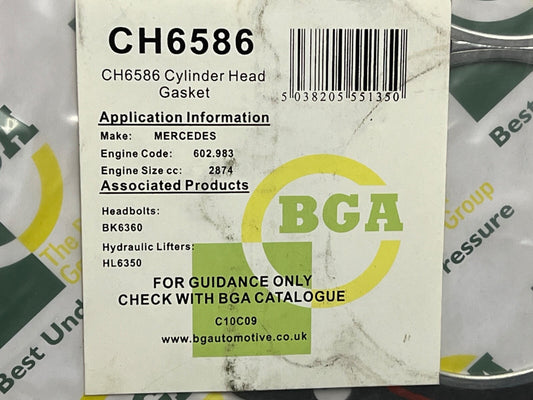 CH6586
CH6586 Cylinder Head
Gasket
5 038205 551350
Application Information
Make: MERCEDES
Engine Code: 602.983
Engine Size cc: 2874
Associated Products
Headbolts:
BK6360
Hydraulic Lifters:
HL6350
BGA
FOR GUIDANCE ONLY
CHECK WITH BGA CATALOGUE
C10C09
www.bgautomotive.co.uk
BGA
Best Und
Best
Group
ressure